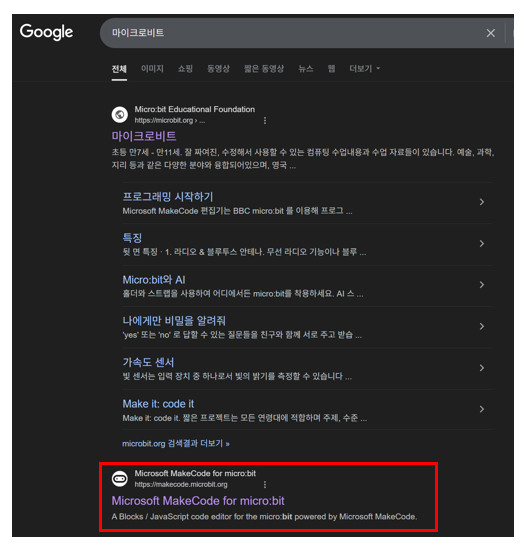 Google
마이크로비트
전체 이미지 쇼핑 동영상 짧은 동영상 뉴스 웹 더보기
Micro:bit Educational Foundation
https://microbit.org › ...
마이크로비트
초등 만7세 - 만11세. 잘 짜여진, 수정해서 사용할 수 있는 컴퓨팅 수업내용과 수업 자료들이 있습니다. 예술, 과학,
지리 등과 같은 다양한 분야와 융합되어있으며, 영국 ...
프로그래밍 시작하기
Microsoft MakeCode 편집기는 BBC micro:bit 를 이용해 프로그 ...
특징
뒷 면 특징 · 1. 라디오 & 블루투스 안테나. 무선 라디오 기능이나 블루 ...
Micro:bit와 AI
홀더와 스트랩을 사용하여 어디에서든 micro:bit를 착용하세요. AI 스 ...
나에게만 비밀을 알려줘
'yes' 또는 'no' 로 답할 수 있는 질문들을 친구와 함께 서로 주고 받습 ...
가속도 센서
빛 센서는 입력 장치 중 하나로서 빛의 밝기를 측정할 수 있습니다 ...
Make it: code it
Make it: code it. 짧은 프로젝트는 모든 연령대에 적합하며 주제, 수준 ...
microbit.org 검색결과 더보기 »
Microsoft MakeCode for micro:bit
https://makecode.microbit.org
Microsoft MakeCode for micro:bit
A Blocks / JavaScript code editor for the micro:bit powered by Microsoft MakeCode.